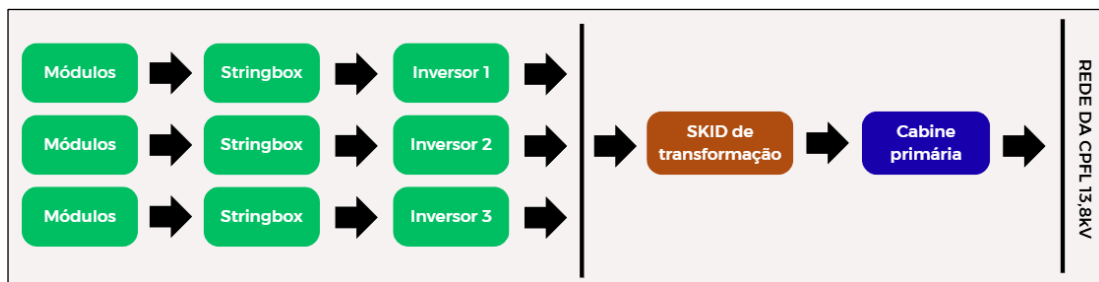 Módulos
Stringbox
Inversor 1
Módulos
Stringbox
Inversor 2
Módulos
Stringbox
Inversor 3
SKID de
transformação
Cabine
primária
REDE DA CPFL 13,8kV